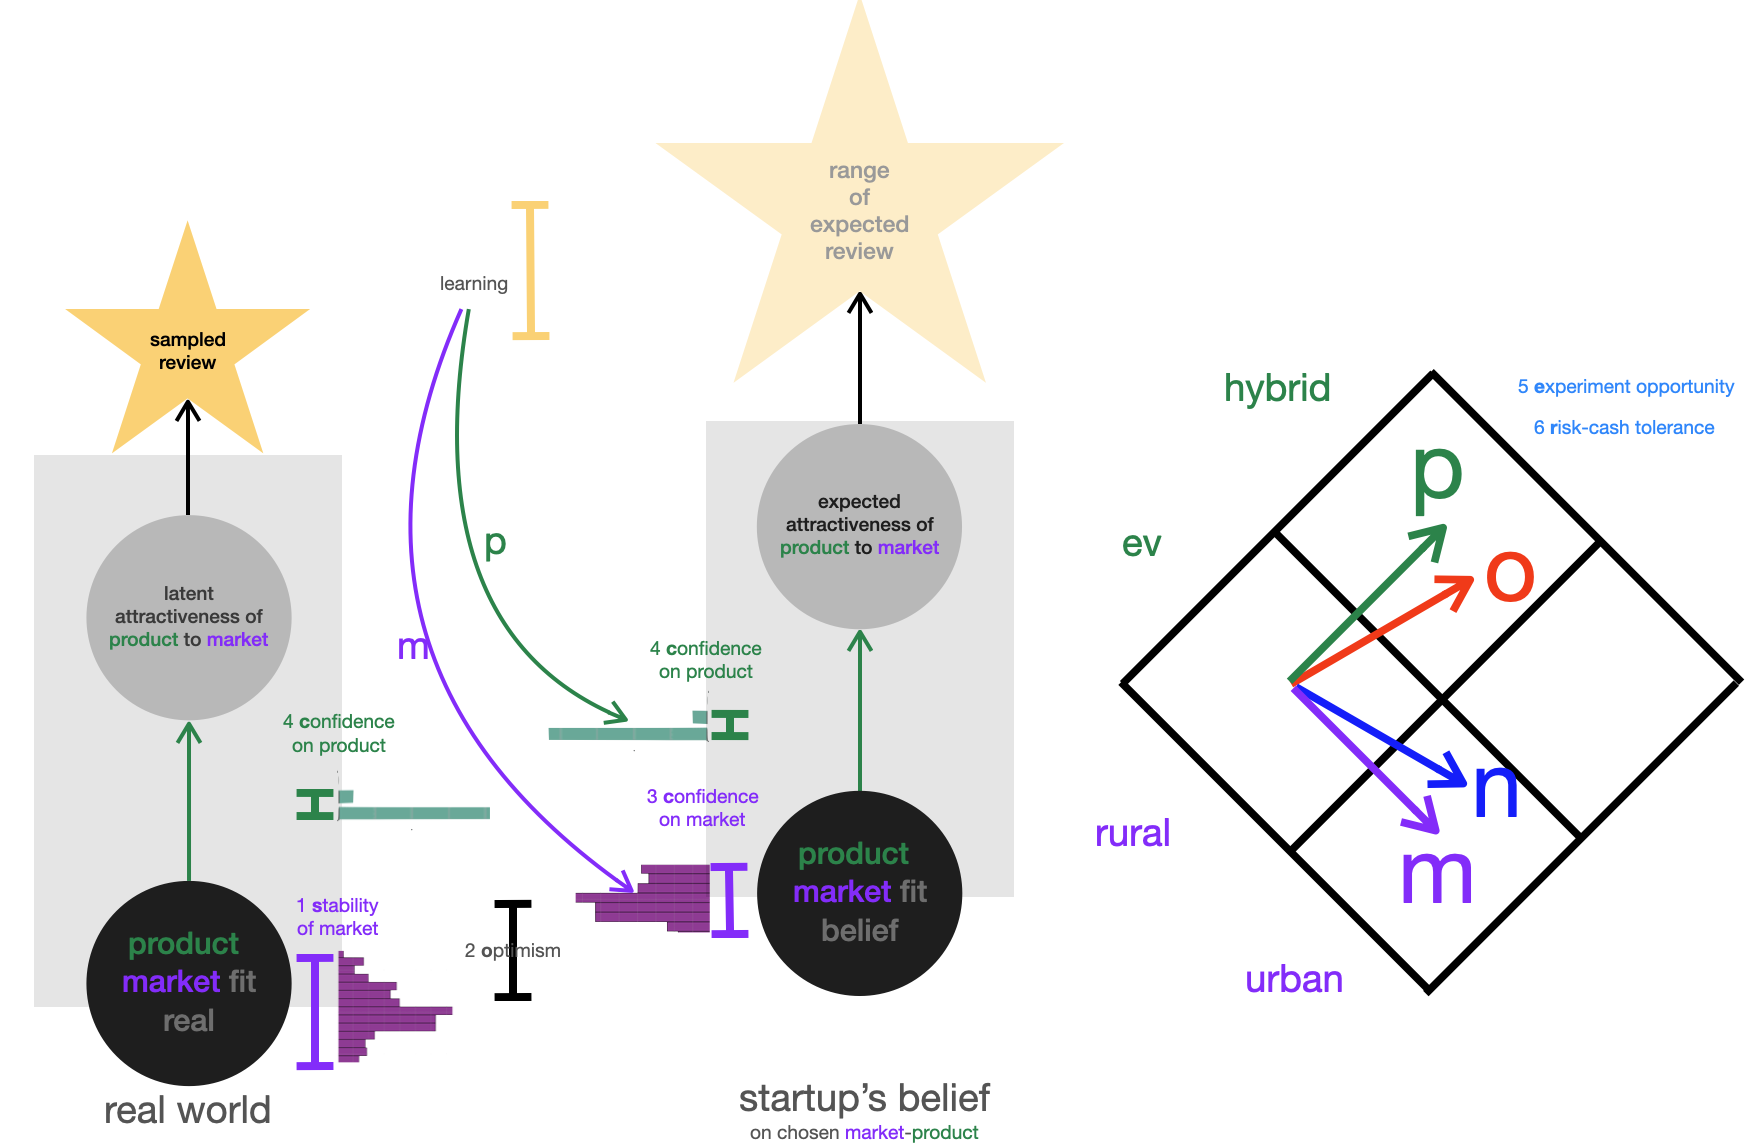 sampled
review
latent
attractiveness of
product to market
4 confidence
on product
1 stability
of market
product
market fit
real
real world
learning
p
m
2 optimism
range
of
expected
review
expected
attractiveness of
product to market
4 confidence
on product
3 confidence
on market
product
market fit
belief
startup's belief
on chosen market-product
hybrid
ev
rural
urban
5 experiment opportunity
6 risk-cash tolerance
p
o
n
m